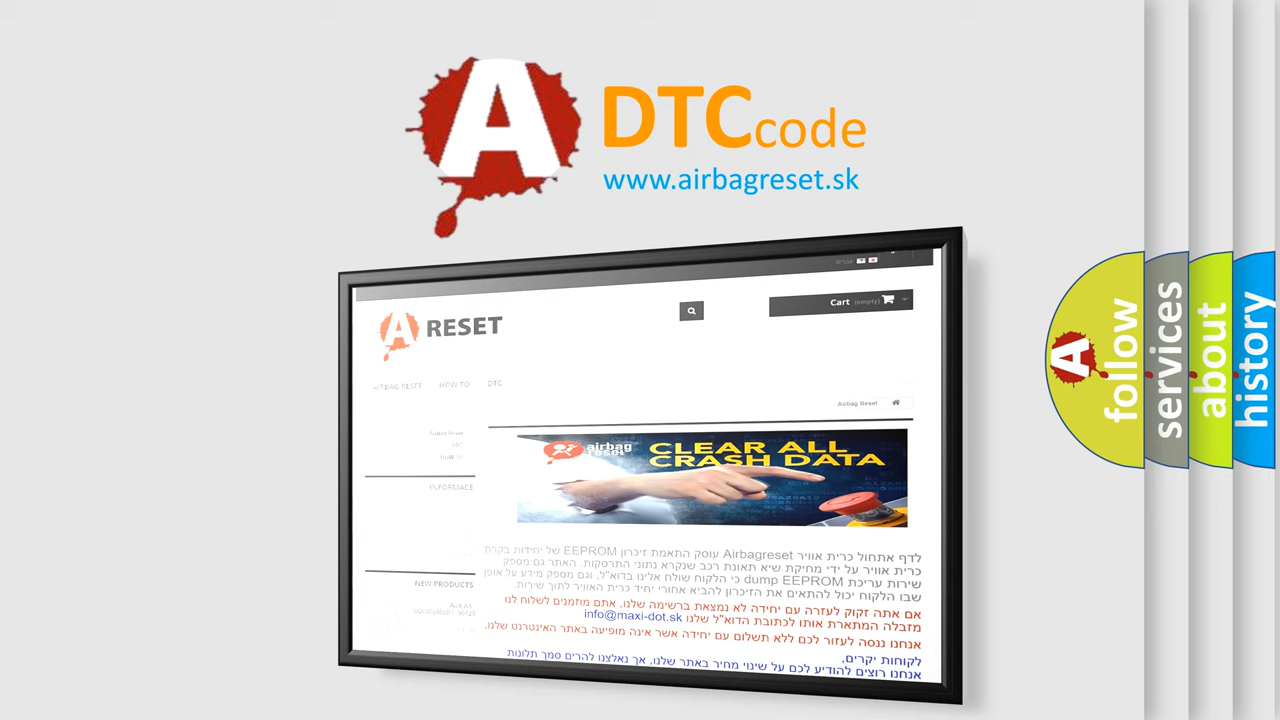 A DTC code
www.airbagreset.sk
עברית
A RESET
Cart (empty)
AIRBAG RESET HOW TO DTC
Airbag Reset
Airbag Reset
HOW TO
INFORMACE
NEW PRODUCTS
airbag
reset
CLEAR ALL
CRASH DATA
לדף אתחול כרית אוויר Airbagreset עוסק התאמת זיכרון EEPROM של יחידות בקרת
כרית אוויר על ידי מחיקת שיא תאונת רכב שנקרא נתוני התרסקות. האתר גם מספק
שירות עריכת dump EEPROM כי הלקוח שולח אלינו בדוא"ל, וגם מספק מידע על אופן
שבו הלקוח יכול להתאים את הזיכרון להביא אחורי יחיד כרית האוויר לתוך שירות.
אם אתה זקוק לעזרה עם יחידה לא נמצאת ברשימה שלנו, אתם מוזמנים לשלוח לנו
מזבלה המתארת אותו לכתובת הדוא"ל שלנו info@maxi-dot.sk
אנחנו ננסה לעזור לכם ללא תשלום עם יחידה אשר אינה מופיעה באתר האינטרנט שלנו.
לקוחות יקרים,
אנחנו רוצים להודיע לכם על שינוי מחיר באתר שלנו, אך נאלצנו להרים סמך תלונות
A follow
services
about
history